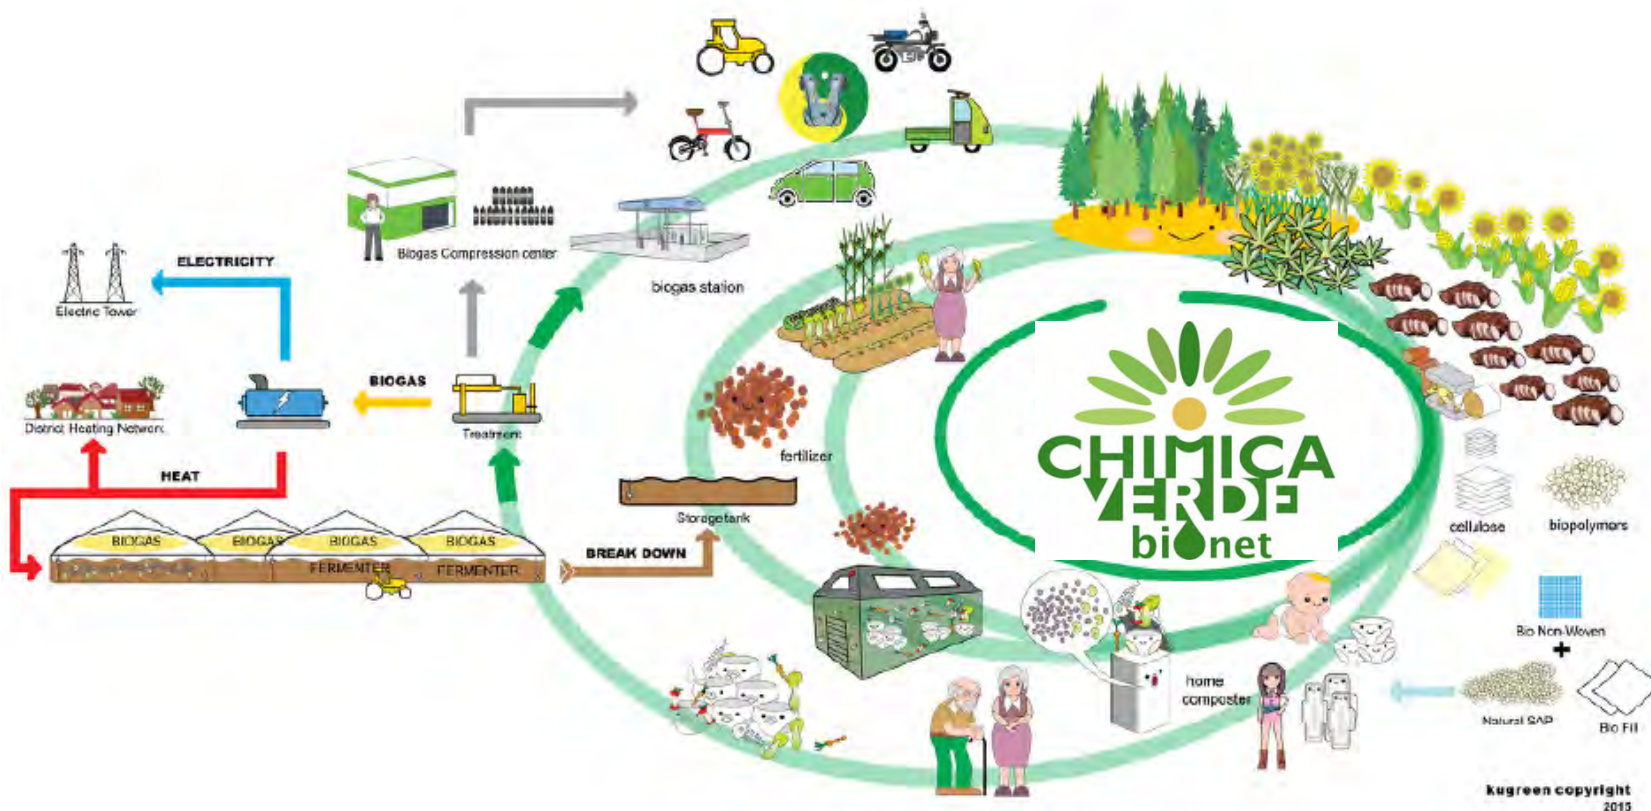 Biogas Compression center
ELECTRICITY
Electric Tower
biogas station
BIOGAS
District Heating Network
Treatment
HEAT
fertilizer
Storage tank
BREAK DOWN
BIOGAS
BIOGAS
BIOGAS
BIOGAS
FERMENTER
FERMENTER
CHIMICA
VERDE
bionet
cellulose
biopolymers
Bio Non-Woven
+
home
composter
Natural SAP
Bio Fill
kugreen copyright
2015